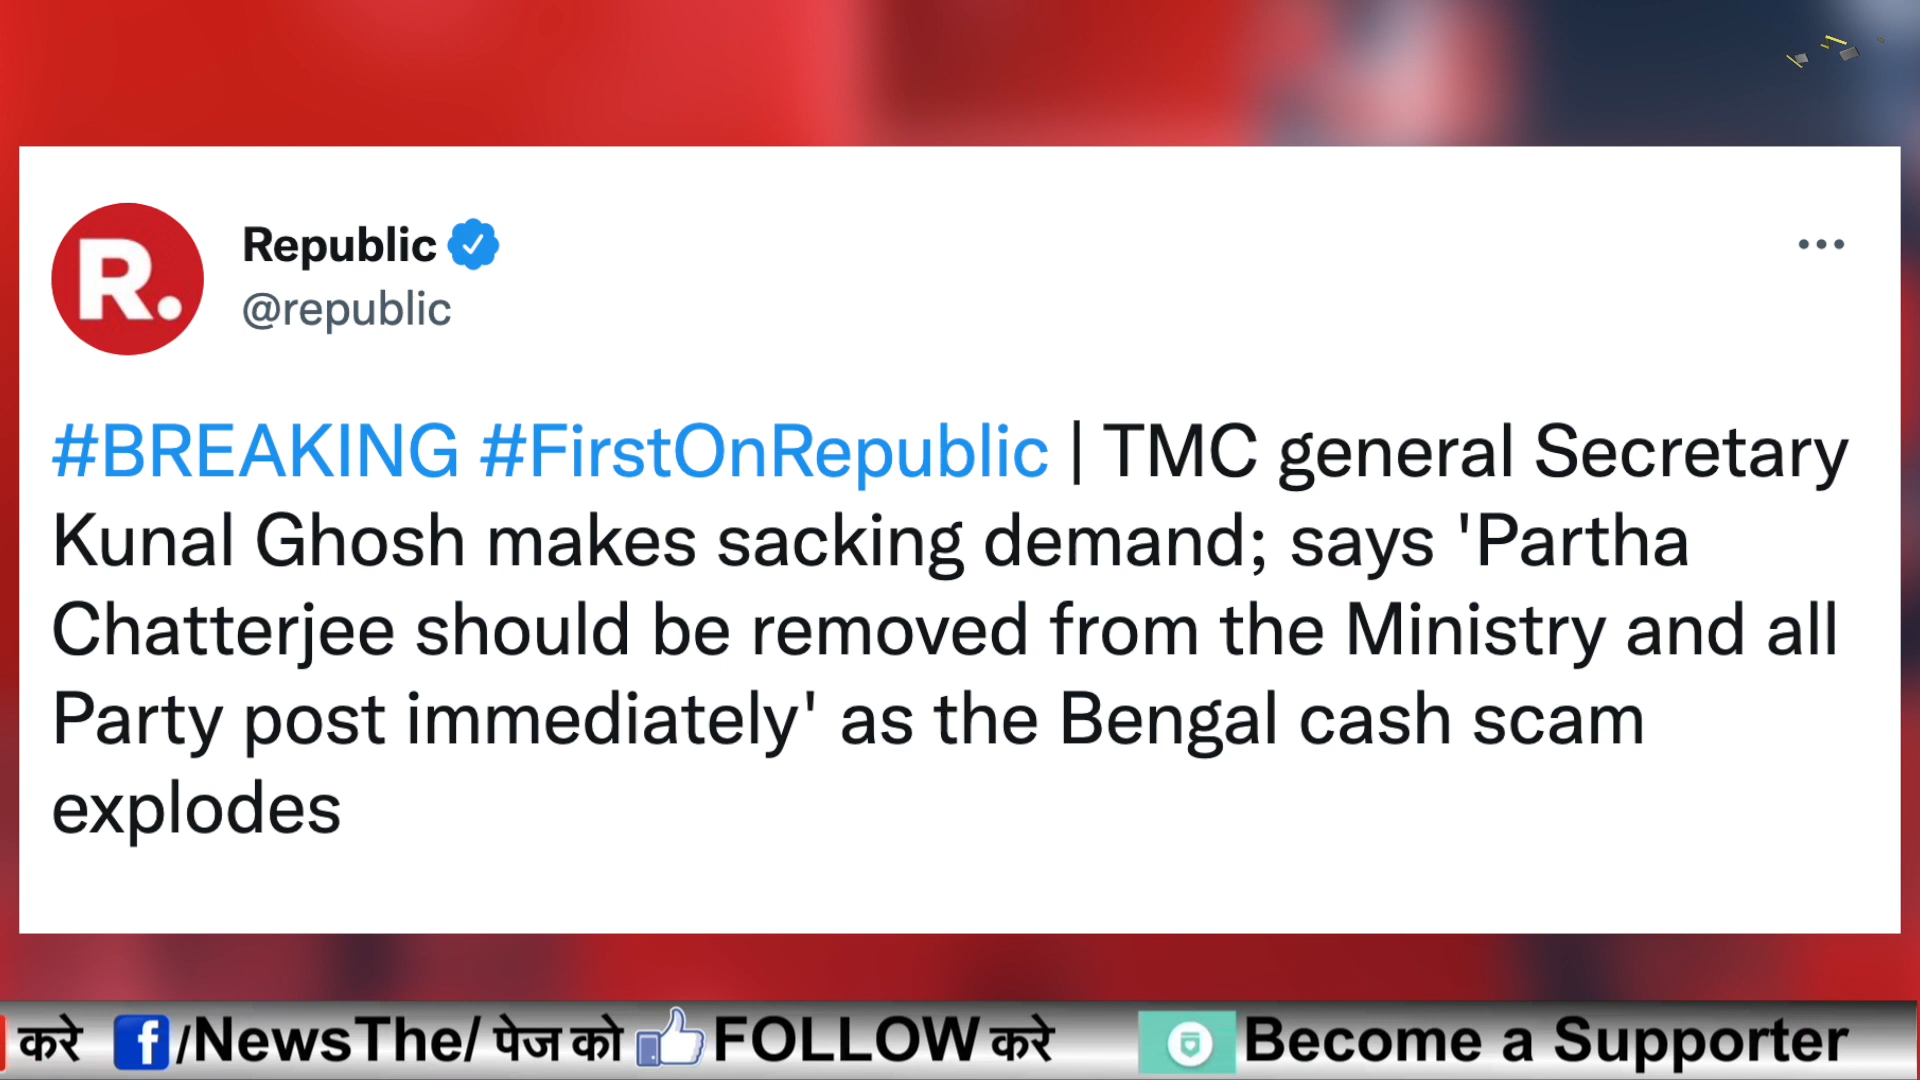 R.
Republic
@republic
#BREAKING #FirstOnRepublic | TMC general Secretary
Kunal Ghosh makes sacking demand; says 'Partha
Chatterjee should be removed from the Ministry and all
Party post immediately' as the Bengal cash scam
explodes
करे f/NewsThe/ पेज को FOLLOW करे Become a Supporter